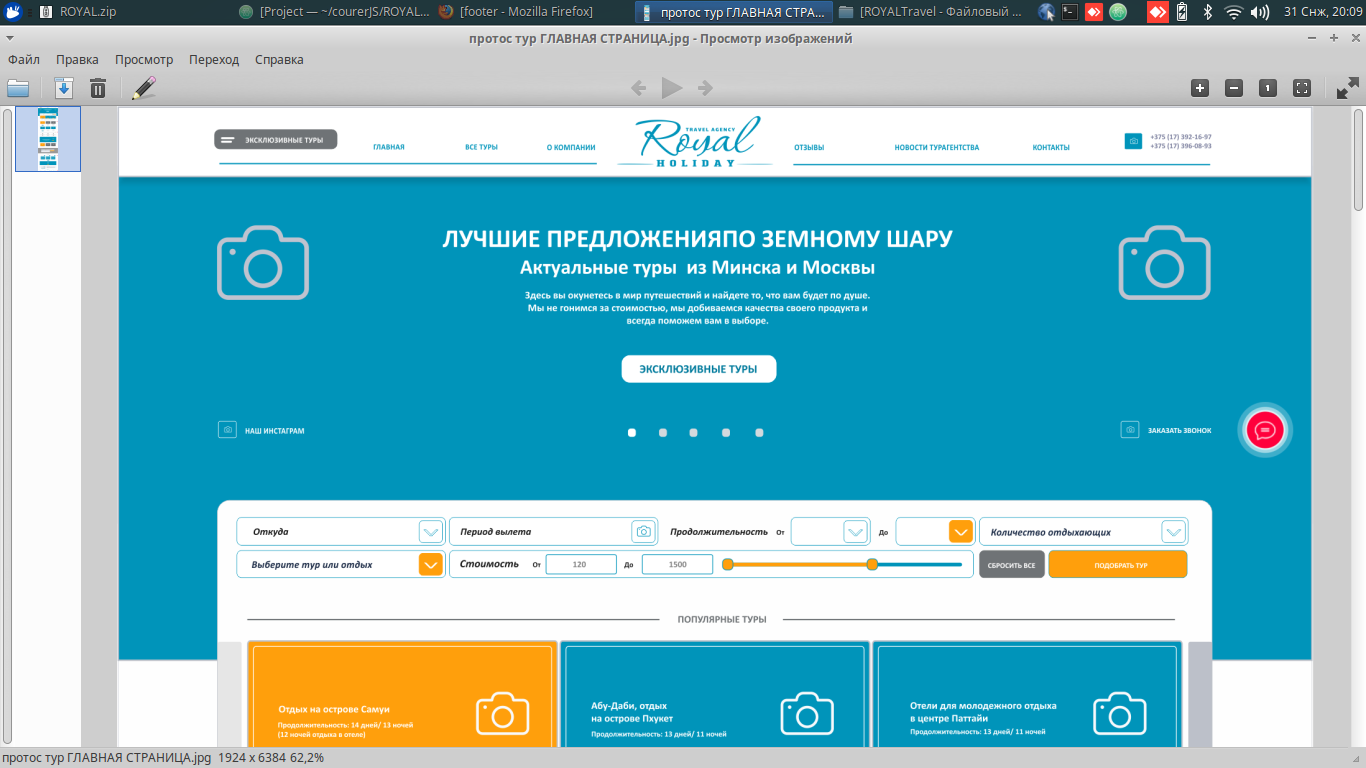 ROYAL.zip
[Project — ~/courerJS/ROYAL...
[footer - Mozilla Firefox]
протос тур ГЛАВНАЯ СТРА...
[ROYALTravel - Файловый ...
31 Снж, 20:09
протос тур ГЛАВНАЯ СТРАНИЦА.jpg - Просмотр изображений
Файл Правка Просмотр Переход Справка
ЭКСКЛЮЗИВНЫЕ ТУРЫ
ГЛАВНАЯ
ВСЕ ТУРЫ
О КОМПАНИИ
TRAVEL AGENCY
Royal
HOLIDAY
ОТЗЫВЫ
НОВОСТИ ТУРАГЕНТСТВА
КОНТАКТЫ
+375 (17) 392-16-97
+375 (17) 396-08-93
ЛУЧШИЕ ПРЕДЛОЖЕНИЯПО ЗЕМНОМУ ШАРУ
Актуальные туры из Минска и Москвы
Здесь вы окунетесь в мир путешествий и найдете то, что вам будет по душе.
Мы не гонимся за стоимостью, мы добиваемся качества своего продукта и
всегда поможем вам в выборе.
ЭКСКЛЮЗИВНЫЕ ТУРЫ
НАШ ИНСТАГРАМ
ЗАКАЗАТЬ ЗВОНОК
Откуда
Период вылета
Продолжительность От До
Количество отдыхающих
Выберите тур или отдых
Стоимость От 120 До 1500
СБРОСИТЬ ВСЕ
ПОДОБРАТЬ ТУР
ПОПУЛЯРНЫЕ ТУРЫ
Отдых на острове Самуи
Продолжительность: 14 дней/ 13 ночей
(12 ночей отдыха в отеле)
Абу-Даби, отдых
на острове Пхукет
Продолжительность: 13 дней/ 11 ночей
Отели для молодежного отдыха
в центре Паттайи
Продолжительность: 13 дней/ 11 ночей
протос тур ГЛАВНАЯ СТРАНИЦА.jpg 1924 x 6384 62,2%